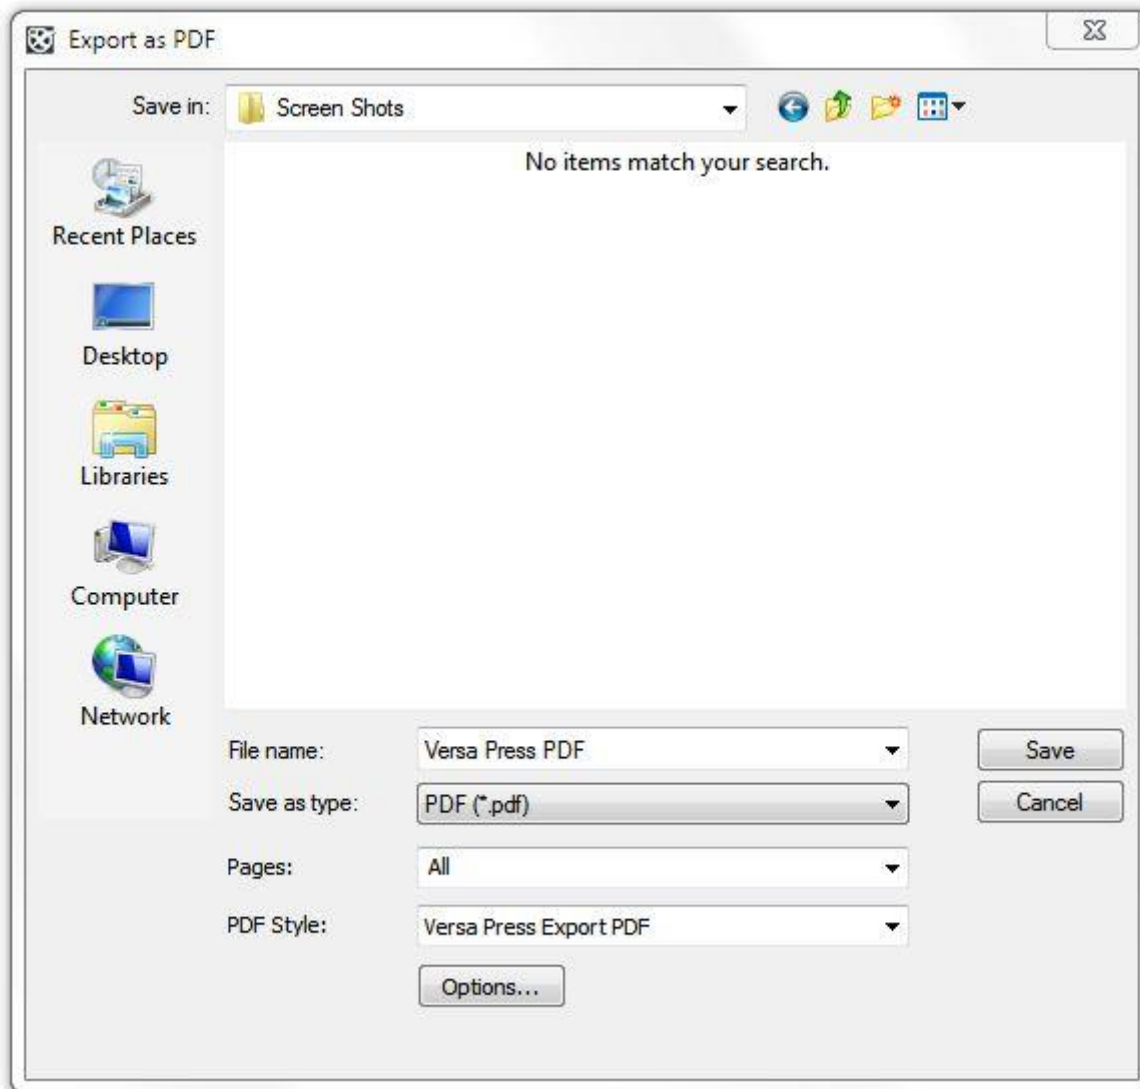 Export as PDF
Save in:
Screen Shots
No items match your search.
Recent Places
Desktop
Libraries
Computer
Network
File name:
Versa Press PDF
Save
Save as type:
PDF (*.pdf)
Cancel
Pages:
All
PDF Style:
Versa Press Export PDF
Options...